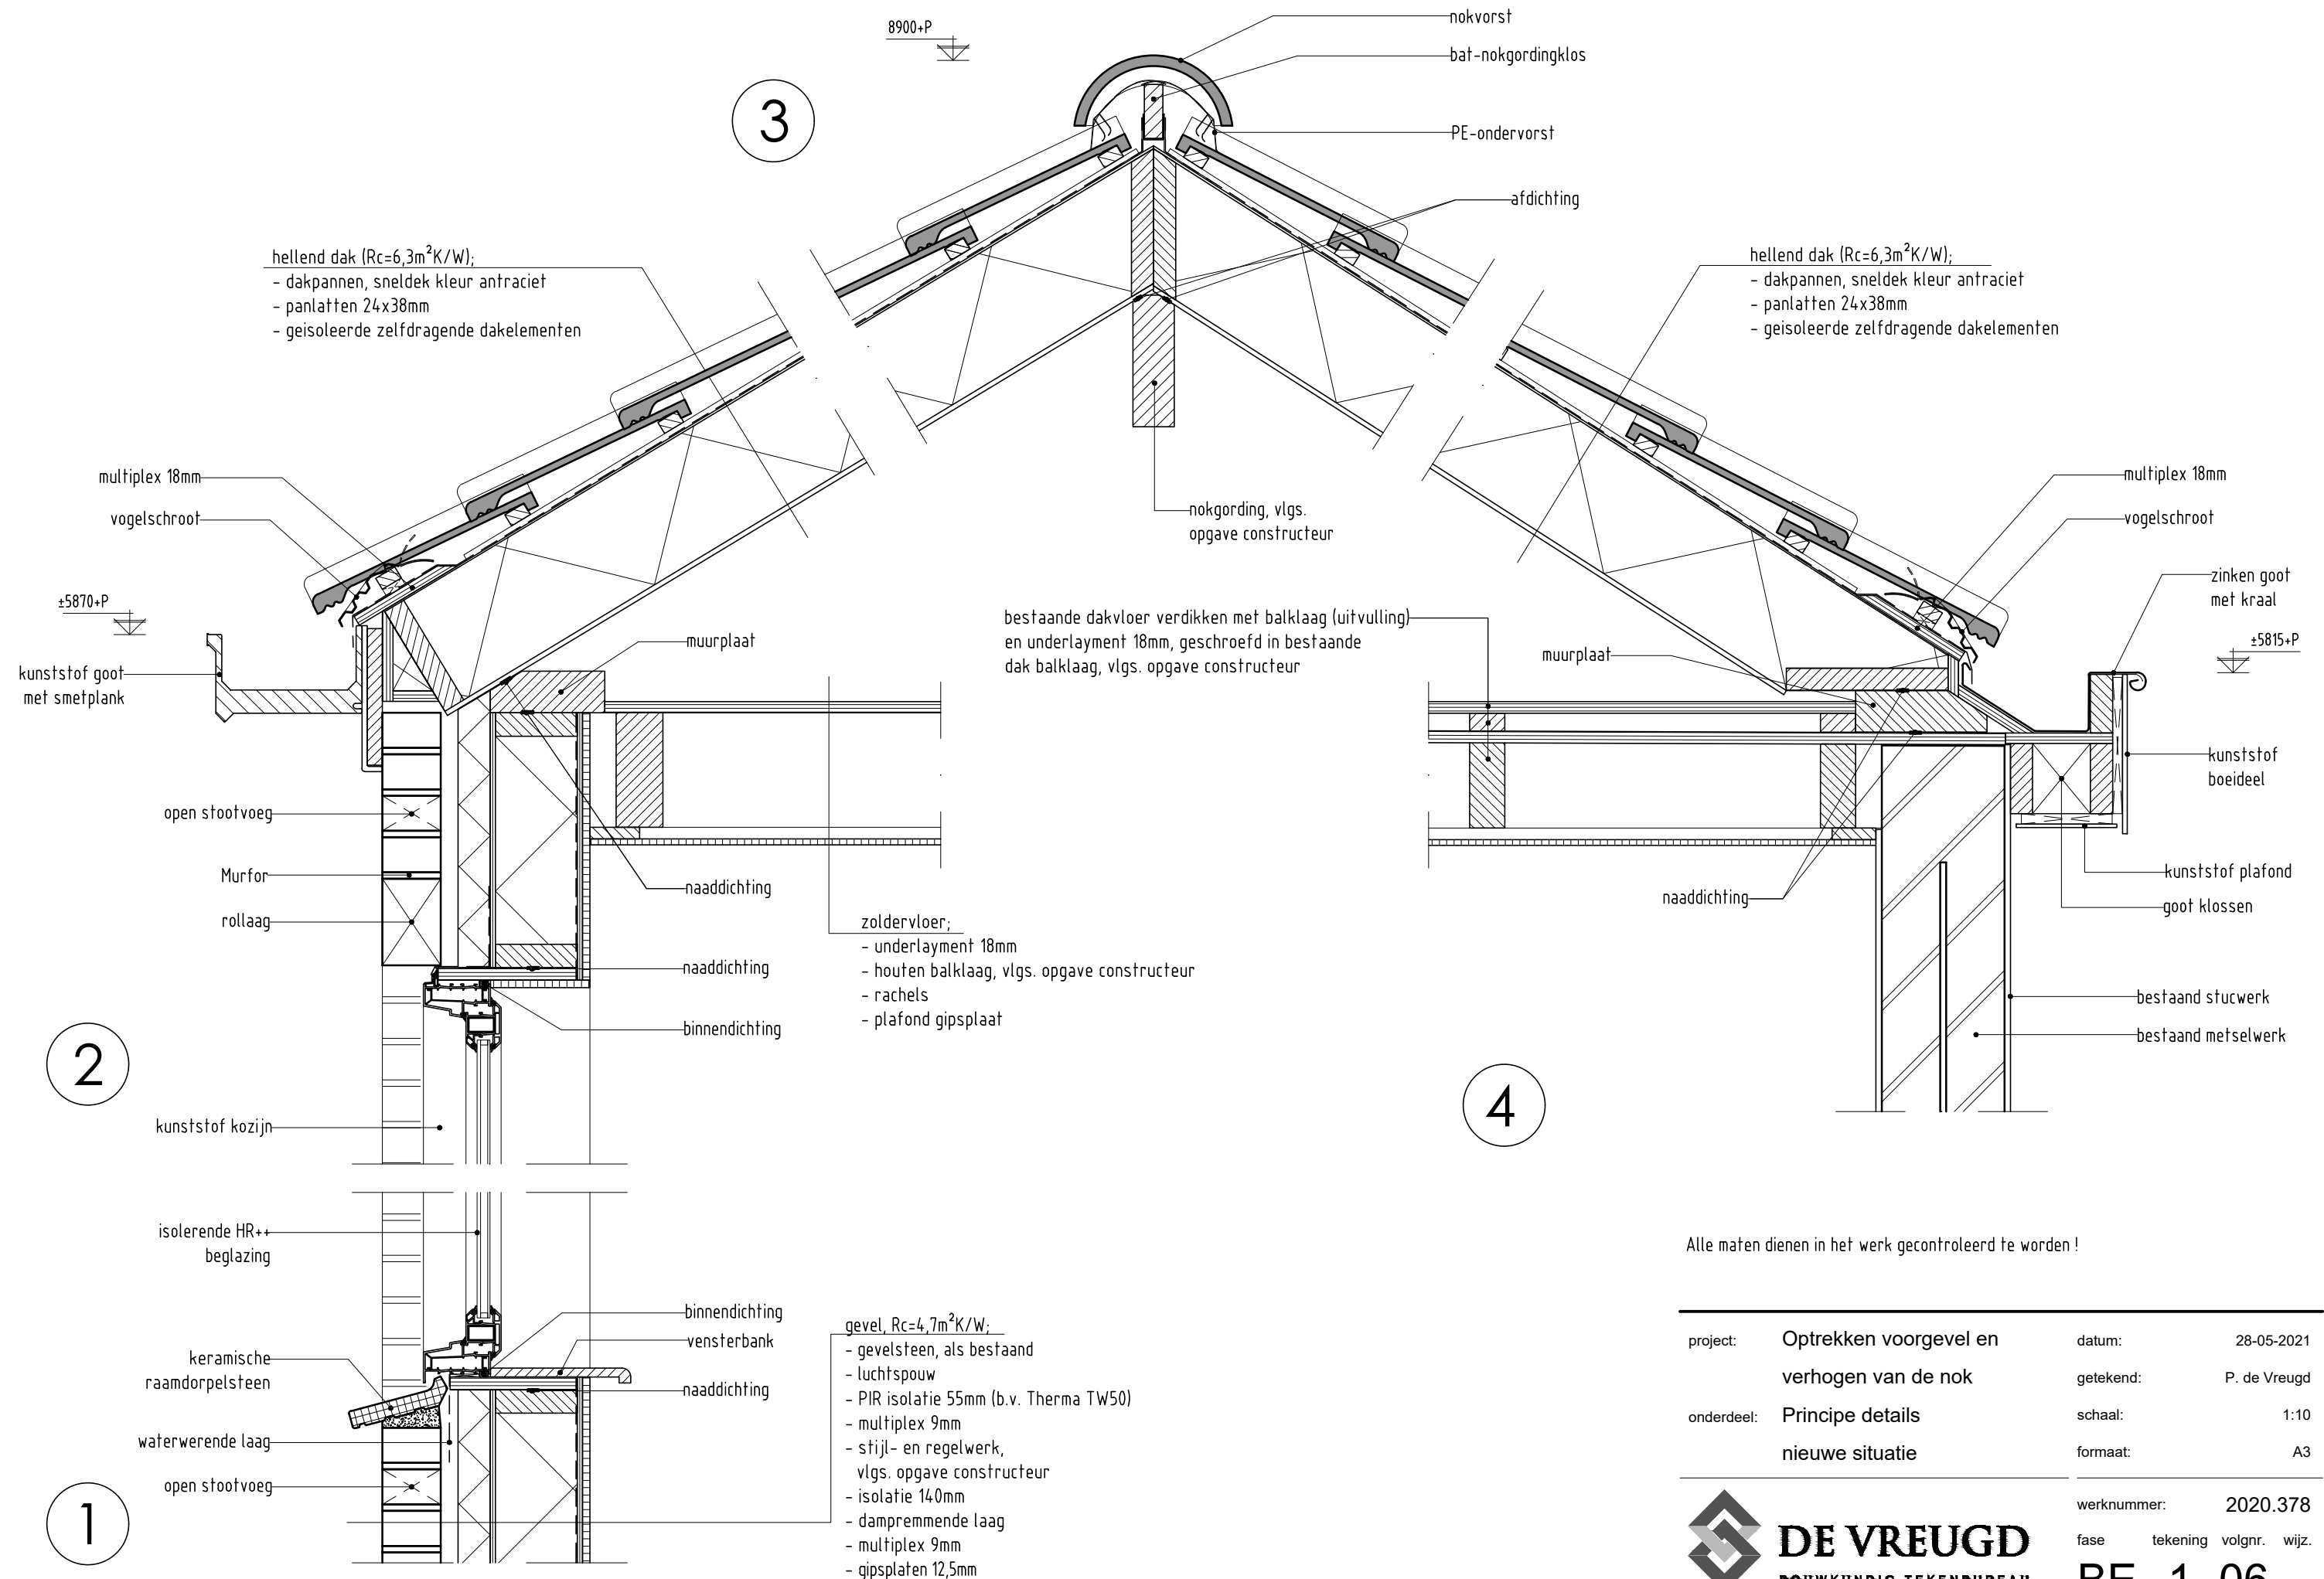 8900+P
nokvorst
bat-nokgordingklos
PE-ondervorst
afdichting
3
hellend dak (Rc=6,3m²K/W);
- dakpannen, sneldek kleur antraciet
- panlatten 24x38mm
- geisoleerde zelfdragende dakelementen
hellend dak (Rc=6,3m²K/W);
- dakpannen, sneldek kleur antraciet
- panlatten 24x38mm
- geisoleerde zelfdragende dakelementen
multiplex 18mm
vogelschroot
±5870+P
kunststof goot
met smetplank
nokgording, vlgs.
opgave constructeur
multiplex 18mm
vogelschroot
zinken goot
met kraal
±5815+P
muurplaat
bestaande dakvloer verdikken met balklaag (uitvulling)
en underlayment 18mm, geschroefd in bestaande
dak balklaag, vlgs. opgave constructeur
muurplaat
kunststof
boeideel
open stootvoeg
Murfor
rollaag
naaddichting
naaddichting
binnendichting
zoldervloer;
- underlayment 18mm
- houten balklaag, vlgs. opgave constructeur
- rachels
- plafond gipsplaat
naaddichting
kunststof plafond
goot klossen
bestaand stucwerk
bestaand metselwerk
2
4
kunststof kozijn
isolerende HR++
beglazing
keramische
raamdorpelsteen
waterwerende laag
open stootvoeg
1
binnendichting
vensterbank
naaddichting
gevel, Rc=4,7m²K/W;
- gevelsteen, als bestaand
- luchtspouw
- PIR isolatie 55mm (b.v. Therma TW50)
- multiplex 9mm
- stijl- en regelwerk,
vlgs. opgave constructeur
- isolatie 140mm
- dampremmende laag
- multiplex 9mm
- gipsplaten 12,5mm
Alle maten dienen in het werk gecontroleerd te worden !
project: Optrekken voorgevel en
verhogen van de nok
onderdeel: Principe details
nieuwe situatie
datum: 28-05-2021
getekend: P. de Vreugd
schaal: 1:10
formaat: A3
werknummer: 2020.378
fase tekening volgnr. wijz.
BE 1 06
DE VREUGD
BOUWKUNDIG TEKENBUREAU